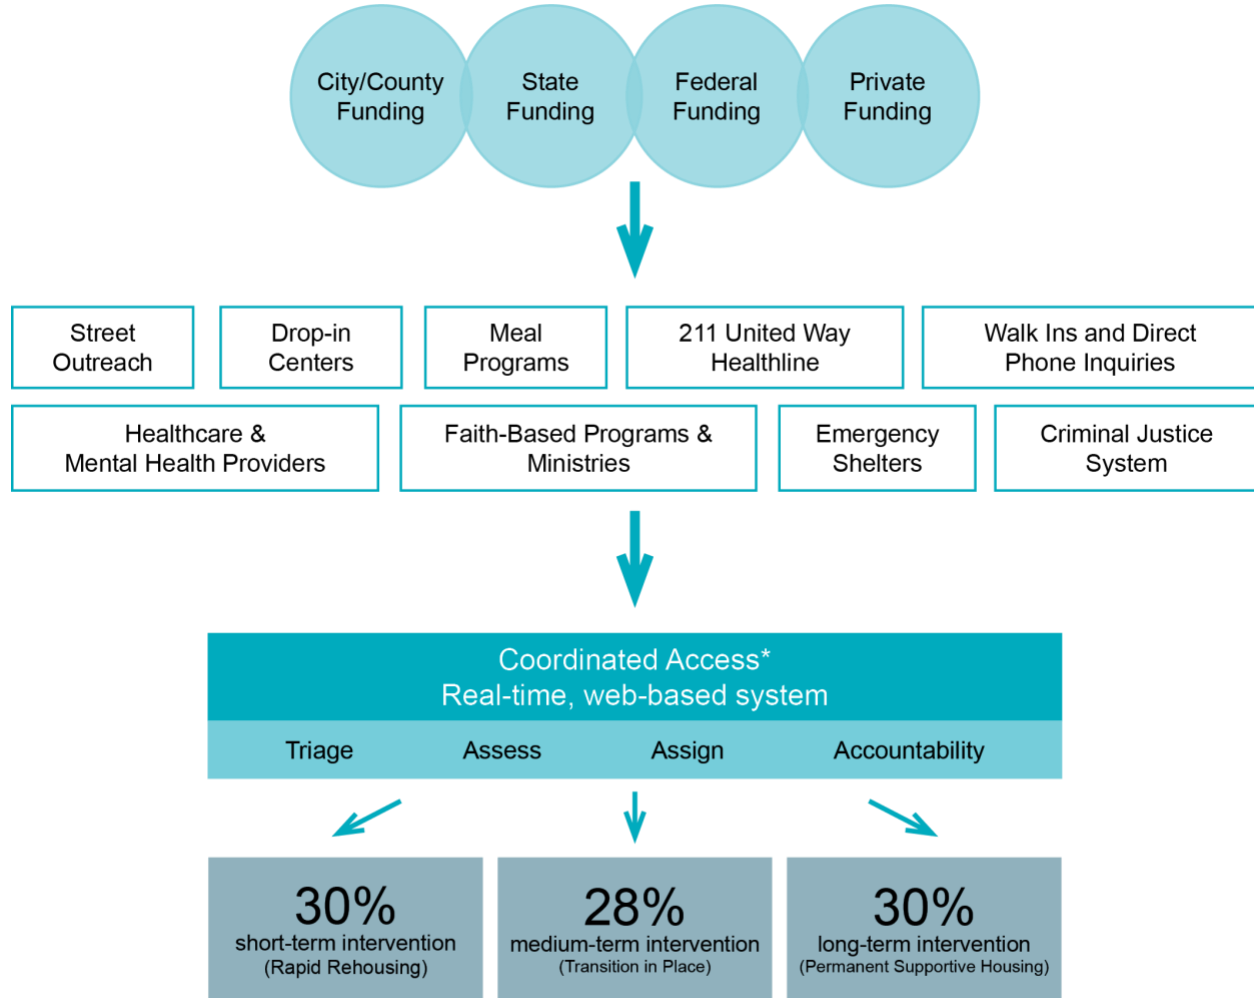 City/County
Funding
State
Funding
Federal
Funding
Private
Funding
Street
Outreach
Drop-in
Centers
Meal
Programs
211 United Way
Healthline
Walk Ins and Direct
Phone Inquiries
Healthcare &
Mental Health Providers
Faith-Based Programs &
Ministries
Emergency
Shelters
Criminal Justice
System
Coordinated Access*
Real-time, web-based system
Triage
Assess
Assign
Accountability
30%
short-term intervention
(Rapid Rehousing)
28%
medium-term intervention
(Transition in Place)
30%
long-term intervention
(Permanent Supportive Housing)